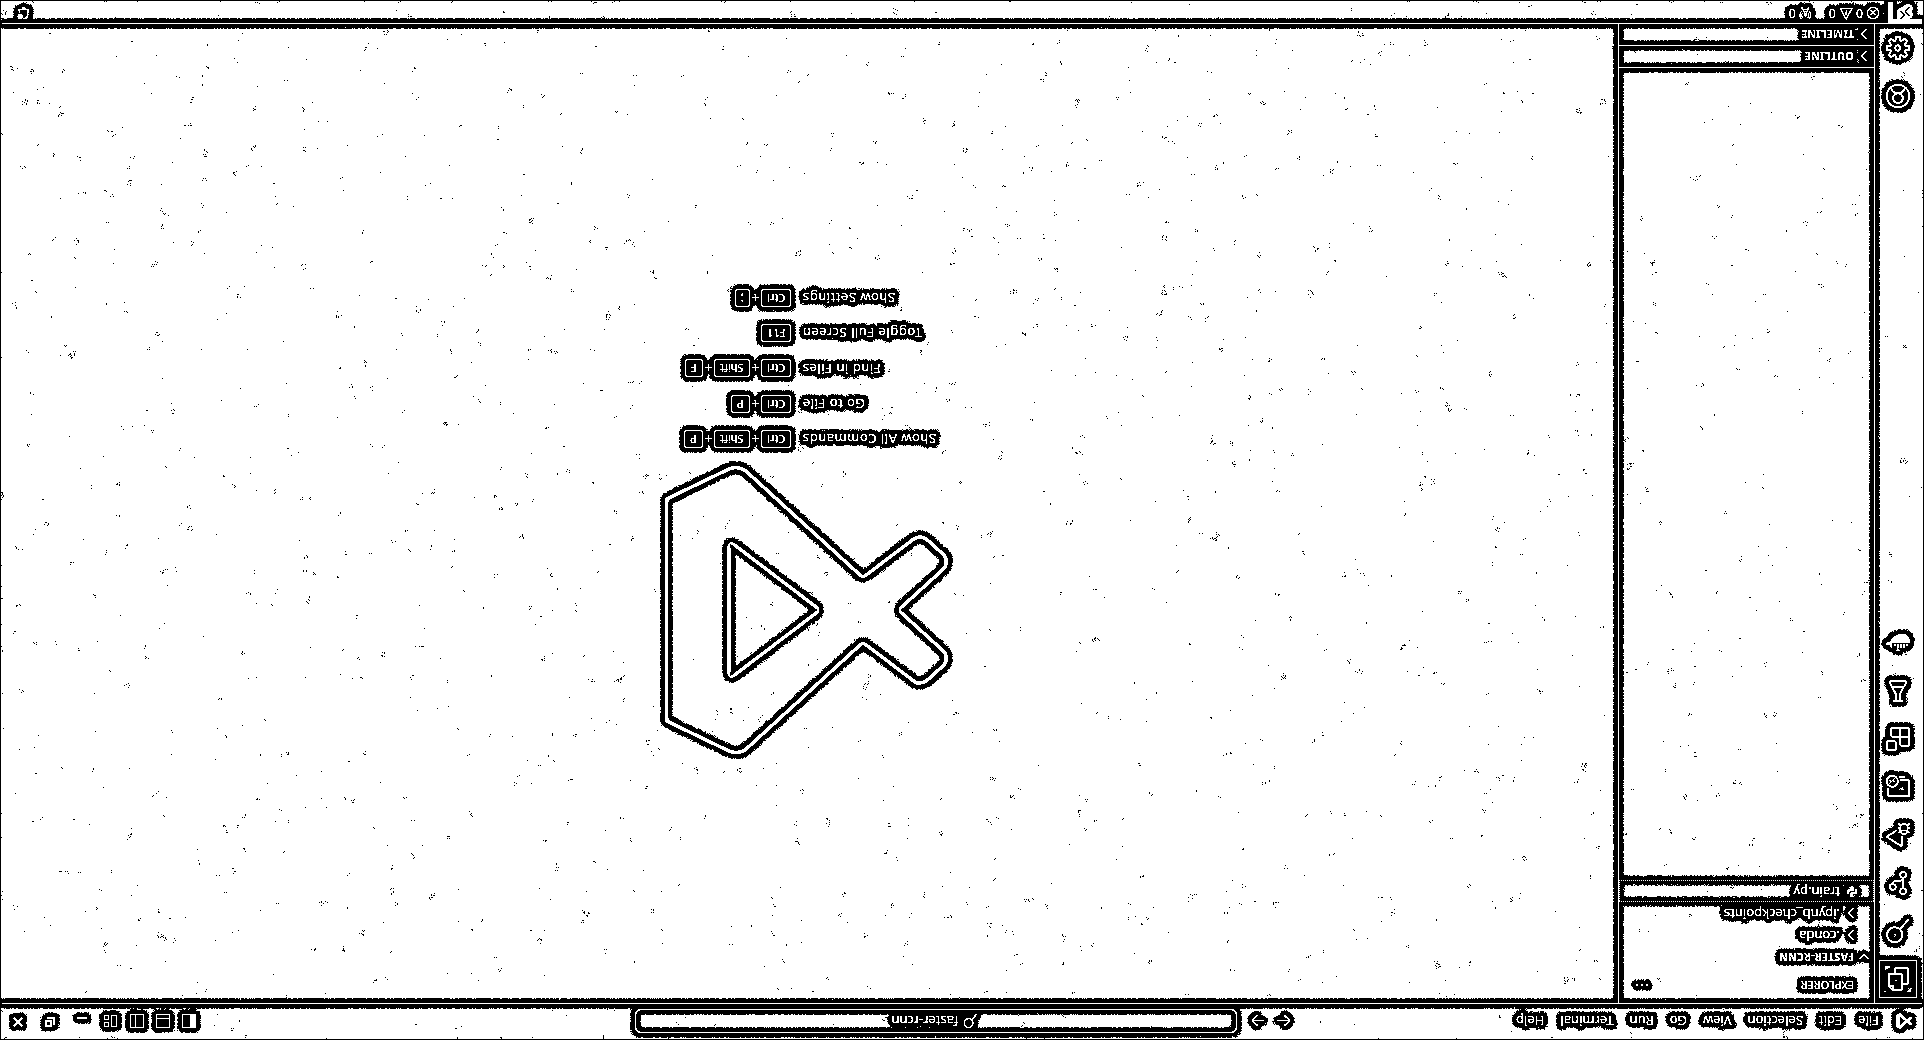 File Edit Selection View Go Run Terminal Help
faster-rcnn
EXPLORER
FASTER-RCNN
.conda
.ipynb_checkpoints
train.py
Show All Commands Ctrl + Shift + P
Go to File Ctrl + P
Find in Files Ctrl + Shift + F
Toggle Full Screen F11
Show Settings Ctrl +
OUTLINE
TIMELINE
0 0 0